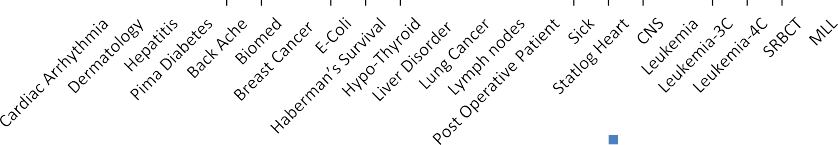 Cardiac Arrhythmia
Dermatology
Hepatitis
Pima Diabetes
Back Ache
Biomed
Breast Cancer
E-Coli
Haberman's Survival
Hypo-Thyroid
Liver Disorder
Lung Cancer
Lymph nodes
Post Operative Patient
Sick
Statlog Heart
CNS
Leukemia
Leukemia-3C
Leukemia-4C
SRBCT
MLL